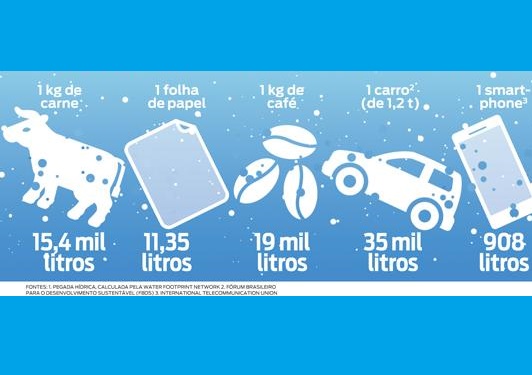 1 kg de
carne¹
1 folha
de papel
1 kg de
café
1 carro²
(de 1,2 t)
1 smart-
phone³
15,4 mil
litros
11,35
litros
19 mil
litros
35 mil
litros
908
litros
FONTES: 1. PEGADA HÍDRICA, CALCULADA PELA WATER FOOTPRINT NETWORK 2. FÓRUM BRASILEIRO
PARA O DESENVOLVIMENTO SUSTENTÁVEL (FBDS) 3. INTERNATIONAL TELECOMMUNICATION UNION